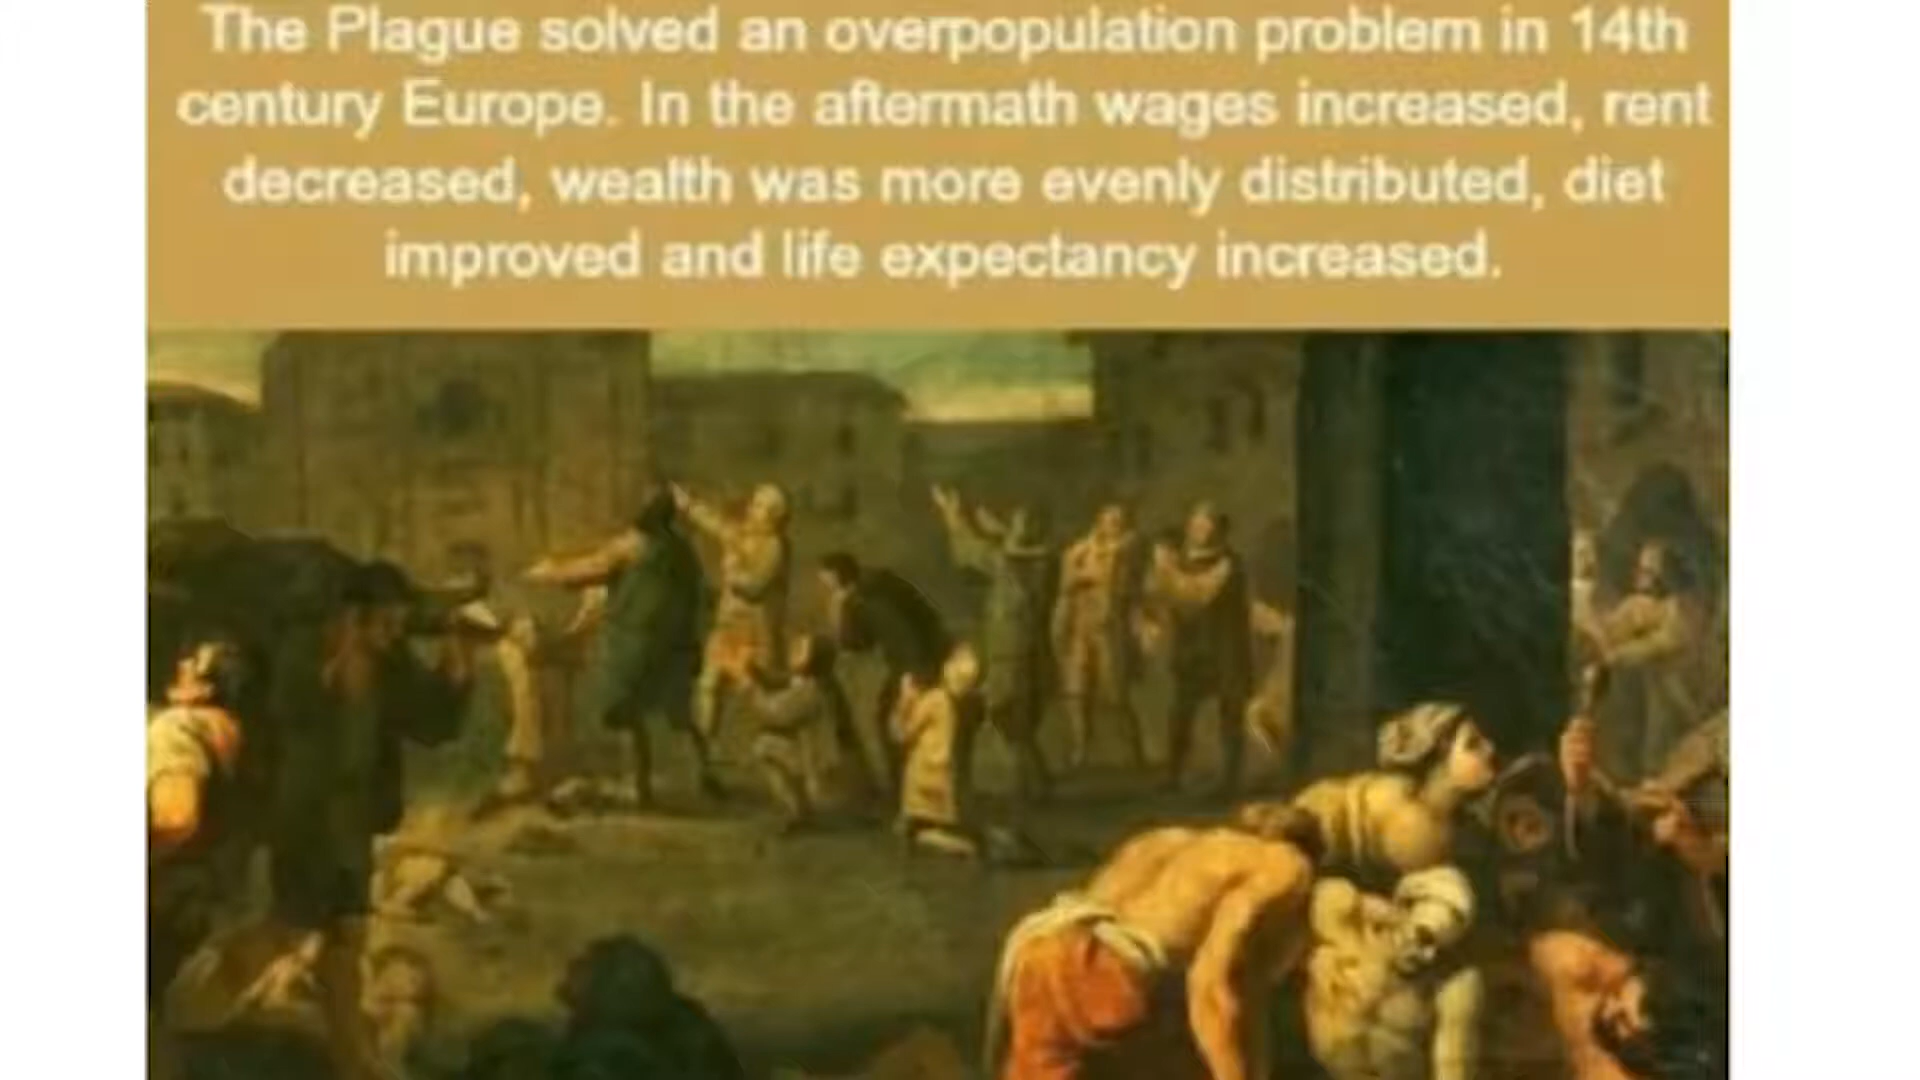 The Plague solved an overpopulation problem in 14th
century Europe. In the aftermath wages increased, rent
decreased, wealth was more evenly distributed, diet
improved and life expectancy increased.